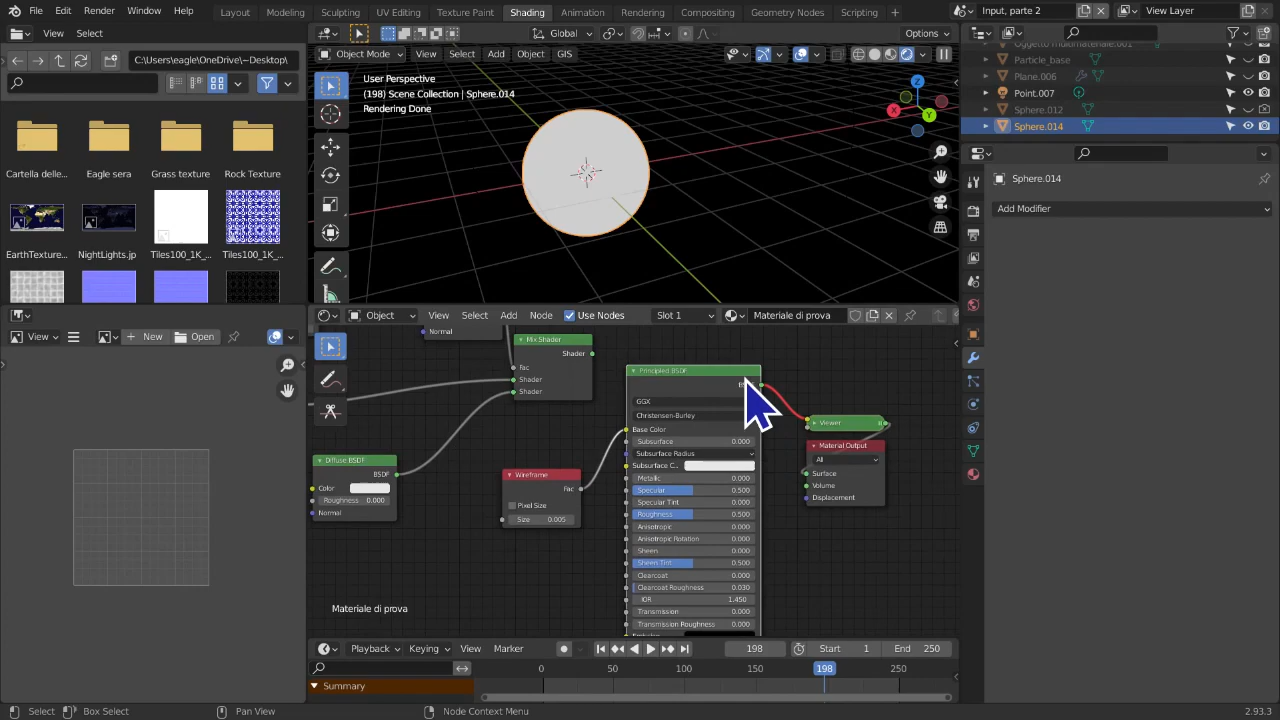 File Edit Render Window Help
Layout Modeling Sculpting UV Editing Texture Paint Shading Animation Rendering Compositing Geometry Nodes Scripting +
Input, parte 2
View Layer
View Select
Global
Options
C:\Users\eagle\OneDrive\~Desktop\
Object Mode View Select Add Object GIS
User Perspective
(198) Scene Collection | Sphere.014
Rendering Done
Z
X
Y
Oggetto multimateriale.001
Particle_base
Plane.006
Point.007
Sphere.012
Sphere.014
Cartella delle... Eagle sera Grass texture Rock Texture
EarthTexture... NightLights.jp Tiles100_1K_... Tiles100_1K_...
Sphere.014
Add Modifier
Object View Select Add Node Use Nodes Slot 1 Materiale di prova
View New Open
Normal
Mix Shader
Shader
Fac
Shader
Shader
Principled BSDF
GGX
Christensen-Burley
Base Color
Subsurface 0.000
Subsurface Radius
Subsurface C..
Metallic 0.000
Specular 0.500
Specular Tint 0.000
Roughness 0.500
Anisotropic 0.000
Anisotropic Rotation 0.000
Sheen 0.000
Sheen Tint 0.500
Clearcoat 0.000
Clearcoat Roughness 0.030
IOR 1.450
Transmission 0.000
Transmission Roughness 0.000
Viewer
Material Output
All
Surface
Volume
Displacement
Diffuse BSDF
BSDF
Color
Roughness 0.000
Normal
Wireframe
Fac
Pixel Size
Size 0.005
Materiale di prova
Playback Keying View Marker 198 Start 1 End 250
0 50 100 150 198 250
Summary
Select Box Select Pan View Node Context Menu 2.93.3